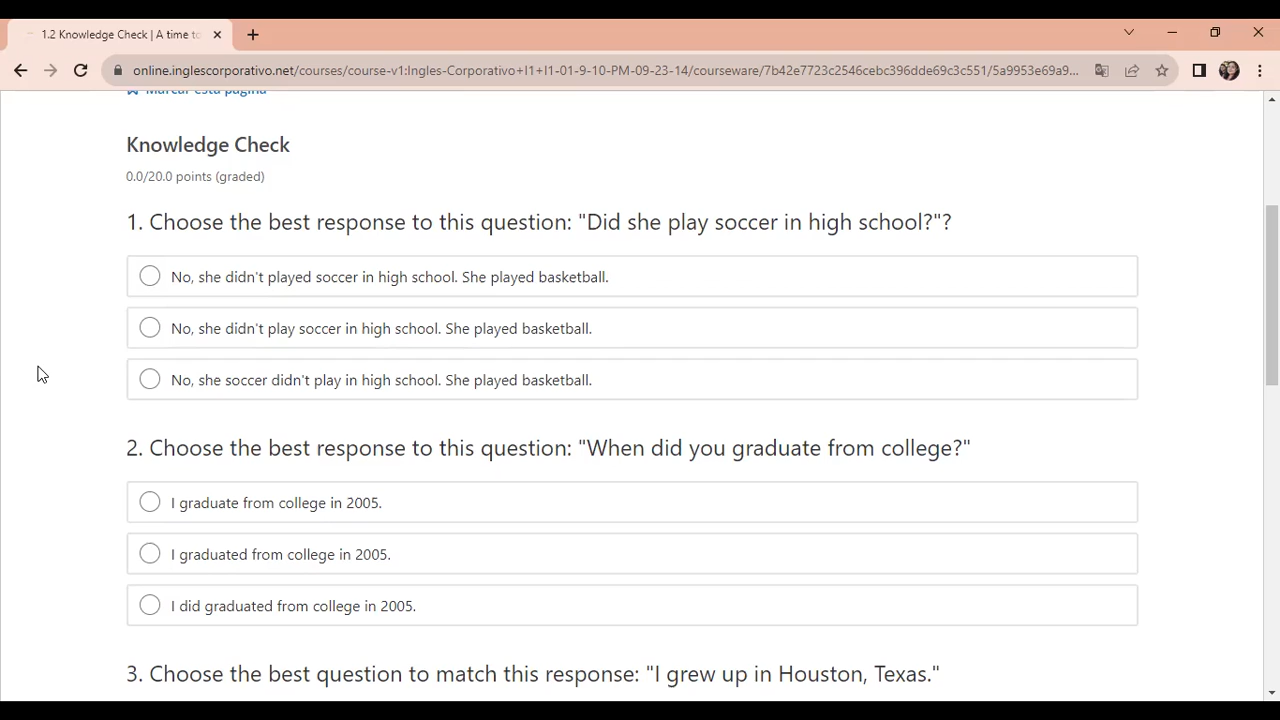 1.2 Knowledge Check | A time to
online.inglescorporativo.net/courses/course-v1:Ingles-Corporativo+I1+I1-01-9-10-PM-09-23-14/courseware/7b42e7723c2546cebc396dde69c3c551/5a9953e69a9...
Marcar esta página
Knowledge Check
0.0/20.0 points (graded)
1. Choose the best response to this question: "Did she play soccer in high school?"?
No, she didn't played soccer in high school. She played basketball.
No, she didn't play soccer in high school. She played basketball.
No, she soccer didn't play in high school. She played basketball.
2. Choose the best response to this question: "When did you graduate from college?"
I graduate from college in 2005.
I graduated from college in 2005.
I did graduated from college in 2005.
3. Choose the best question to match this response: "I grew up in Houston, Texas."